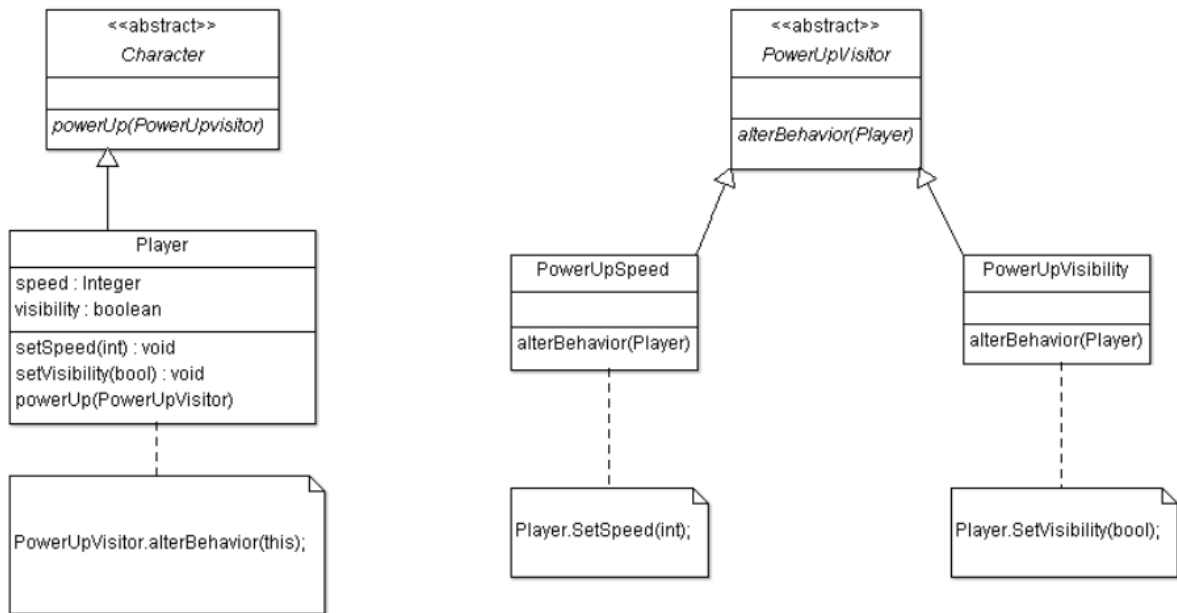 <<abstract>>
Character
powerUp(PowerUpvisitor)
Player
speed : Integer
visibility : boolean
setSpeed(int) : void
setVisibility(bool) : void
powerUp(PowerUpVisitor)
PowerUpVisitor.alterBehavior(this);
<<abstract>>
PowerUpVisitor
alterBehavior(Player)
PowerUpSpeed
alterBehavior(Player)
Player.SetSpeed(int);
PowerUpVisibility
alterBehavior(Player)
Player.SetVisibility(bool);